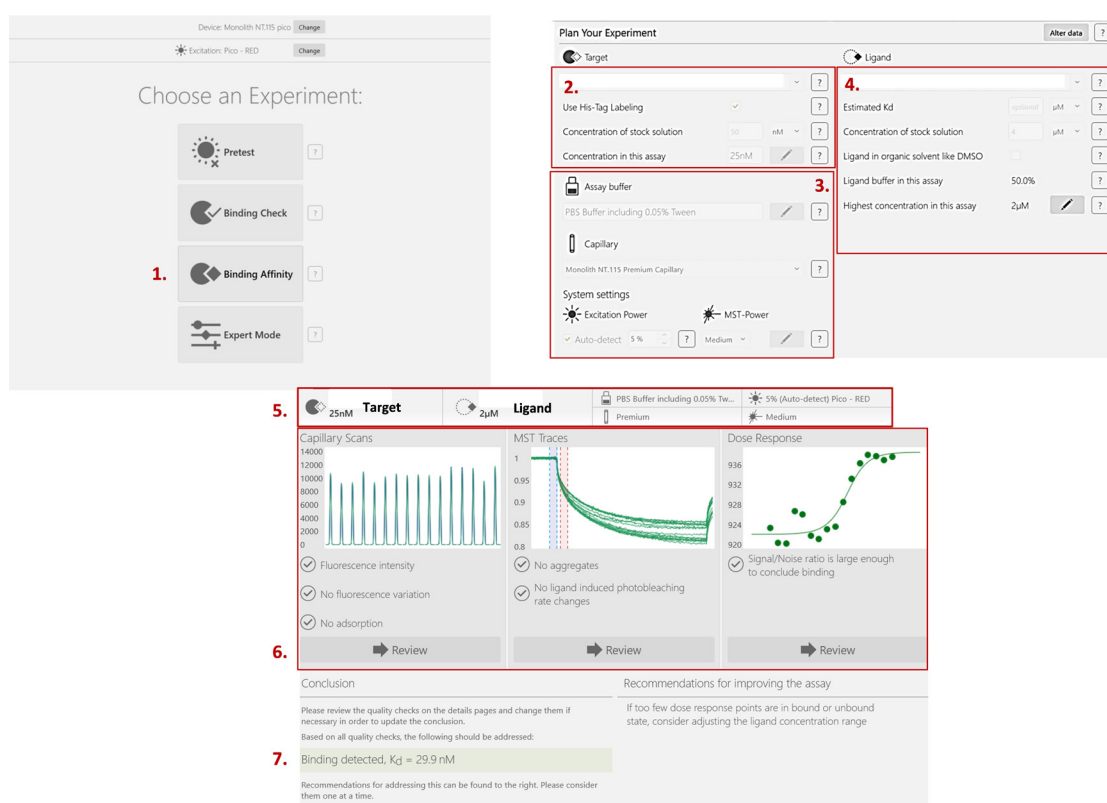 Device: Monolith NT.115 pico Change
Excitation: Pico - RED Change
Choose an Experiment:
Pretest ?
Binding Check ?
1. Binding Affinity ?
Expert Mode ?
Plan Your Experiment Alter data ?
Target
2. ?
Use His-Tag Labeling ?
Concentration of stock solution 50 nM ?
Concentration in this assay 25nM ?
3.
Assay buffer
PBS Buffer including 0.05% Tween ?
Capillary
Monolith NT.115 Premium Capillary ?
System settings
Excitation Power MST-Power
Auto-detect 5 % ? Medium ?
Ligand
4. ?
Estimated Kd optional µM ?
Concentration of stock solution 4 µM ?
Ligand in organic solvent like DMSO ?
Ligand buffer in this assay 50.0% ?
Highest concentration in this assay 2µM ?
5. 25nM Target 2µM Ligand
PBS Buffer including 0.05% Tw... 5% (Auto-detect) Pico - RED
Premium Medium
Capillary Scans
14000
12000
10000
8000
6000
4000
2000
0
Fluorescence intensity
No fluorescence variation
No adsorption
6. Review
MST Traces
1
0.95
0.9
0.85
0.8
No aggregates
No ligand induced photobleaching
rate changes
Review
Dose Response
936
932
928
924
920
Signal/Noise ratio is large enough
to conclude binding
Review
Conclusion
Please review the quality checks on the details pages and change them if
necessary in order to update the conclusion.
Based on all quality checks, the following should be addressed:
7. Binding detected, Kd = 29.9 nM
Recommendations for addressing this can be found to the right. Please consider
them one at a time.
Recommendations for improving the assay
If too few dose response points are in bound or unbound
state, consider adjusting the ligand concentration range